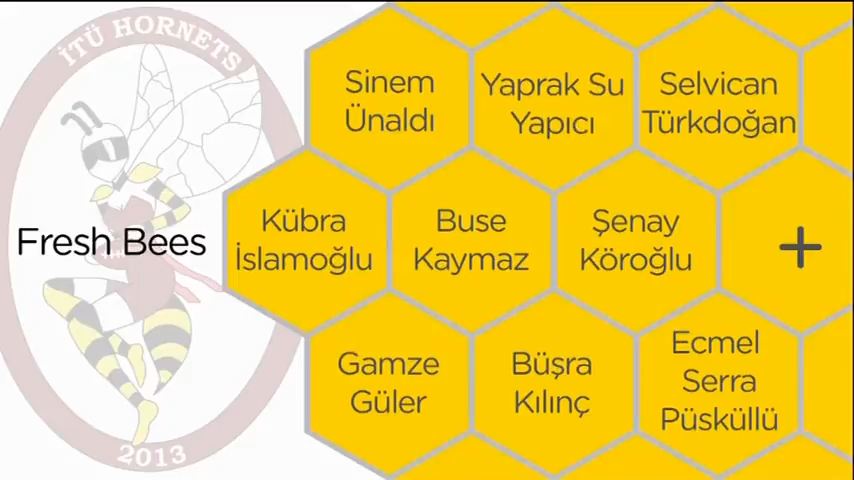 İTÜ HORNETS
Sinem
Ünaldı
Yaprak Su
Yapıcı
Selvican
Türkdoğan
Fresh Bees
Kübra
İslamoğlu
Buse
Kaymaz
Şenay
Köroğlu
+
Gamze
Güler
Büşra
Kılınç
Ecmel
Serra
Püsküllü
2013